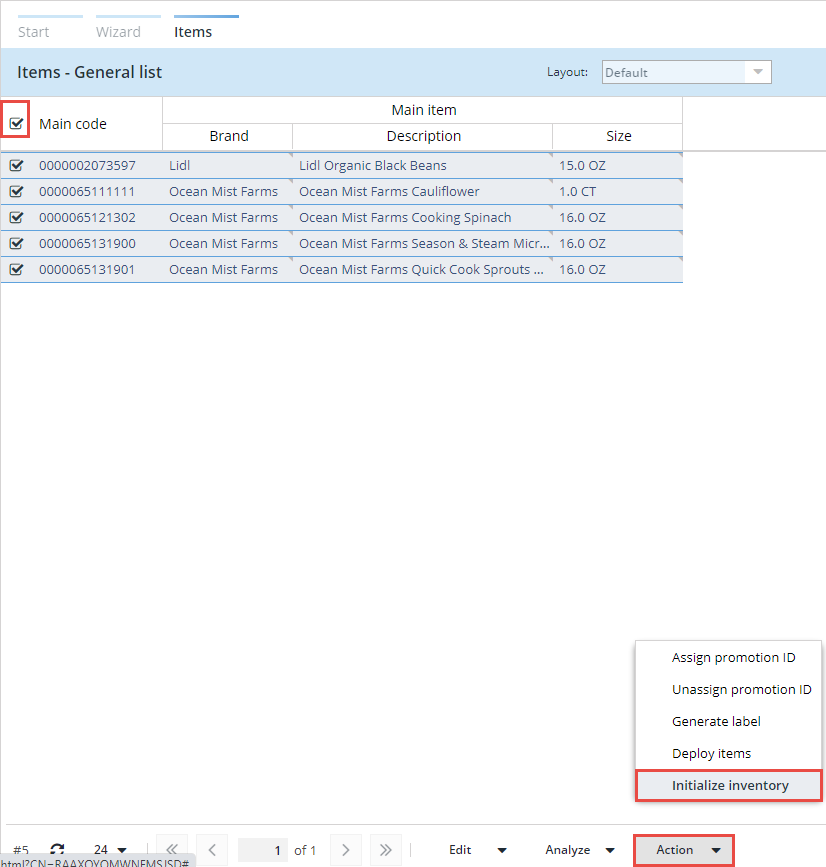 Start Wizard Items
Items - General list Layout: Default
Main item
Main code
Brand Description Size
0000002073597 Lidl Lidl Organic Black Beans 15.0 OZ
0000065111111 Ocean Mist Farms Ocean Mist Farms Cauliflower 1.0 CT
0000065121302 Ocean Mist Farms Ocean Mist Farms Cooking Spinach 16.0 OZ
0000065131900 Ocean Mist Farms Ocean Mist Farms Season & Steam Micr... 16.0 OZ
0000065131901 Ocean Mist Farms Ocean Mist Farms Quick Cook Sprouts ... 16.0 OZ
Assign promotion ID
Unassign promotion ID
Generate label
Deploy items
Initialize inventory
#5 24 1 of 1 Edit Analyze Action